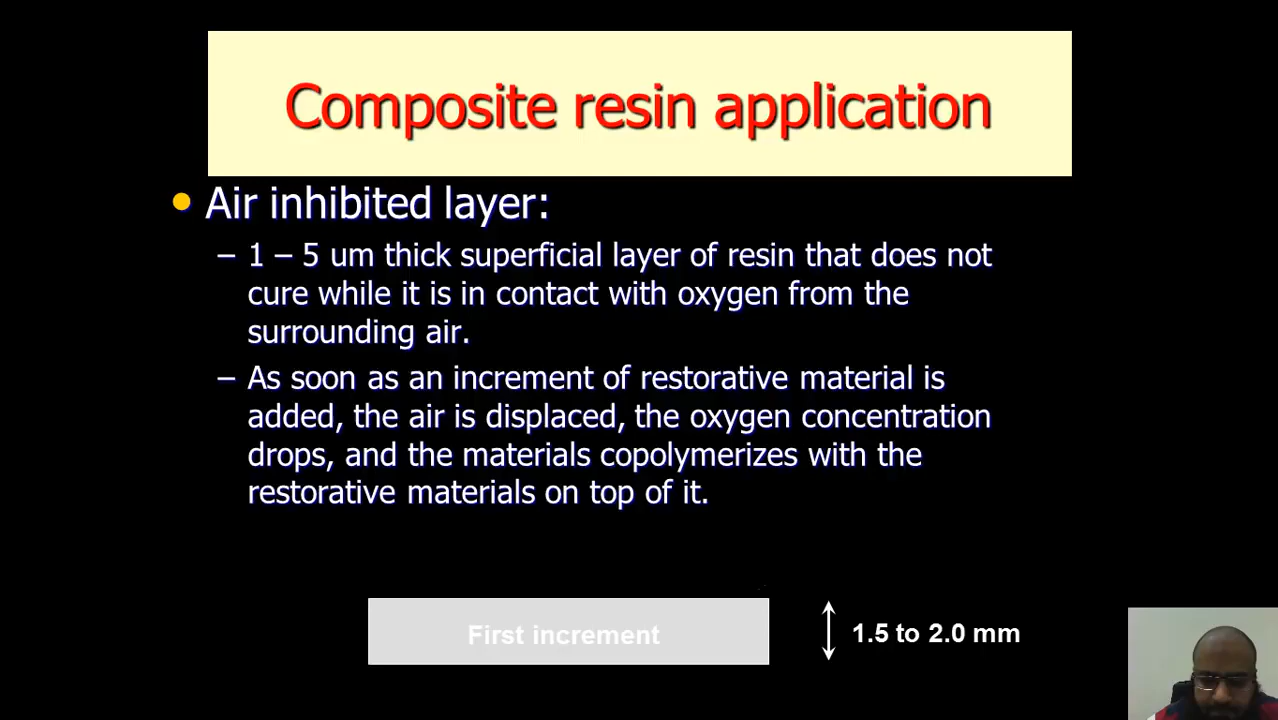 Composite resin application
• Air inhibited layer:
– 1 – 5 um thick superficial layer of resin that does not
cure while it is in contact with oxygen from the
surrounding air.
– As soon as an increment of restorative material is
added, the air is displaced, the oxygen concentration
drops, and the materials copolymerizes with the
restorative materials on top of it.
First increment
1.5 to 2.0 mm